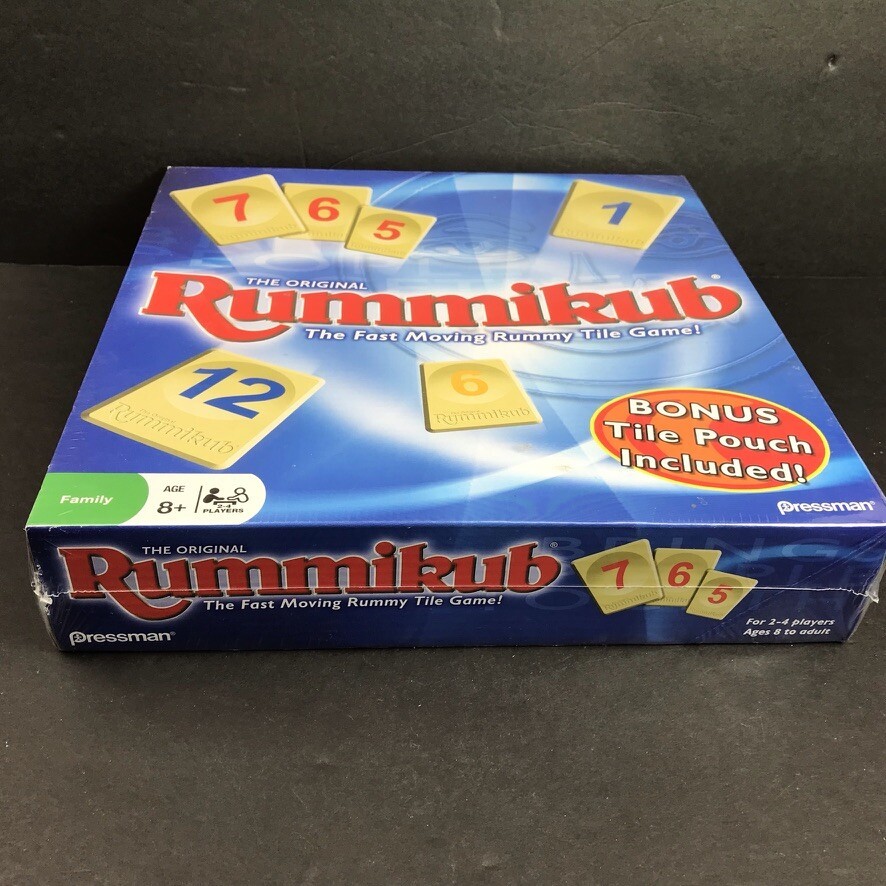 7 6 5
1
THE ORIGINAL
Rummikub®
The Fast Moving Rummy Tile Game!
12
Rummikub
6
Rummikub
BONUS
Tile Pouch
Included!
Family
AGE
8+
2-4
PLAYERS
Pressman®
THE ORIGINAL
Rummikub®
The Fast Moving Rummy Tile Game!
7 6 5
Pressman®
For 2-4 players
Ages 8 to adult